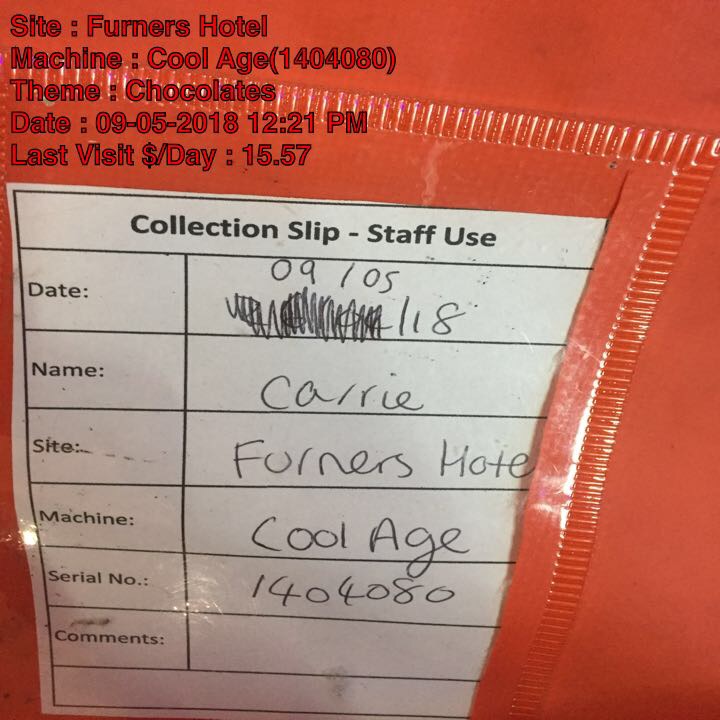 Site : Furners Hotel
Machine : Cool Age(1404080)
Theme : Chocolates
Date : 09-05-2018 12:21 PM
Last Visit $/Day : 15.57
Collection Slip - Staff Use
Date: 09 / 05
/18
Name: Carrie
Site: Furners Hote
Machine: Cool Age
Serial No.: 1404080
Comments: